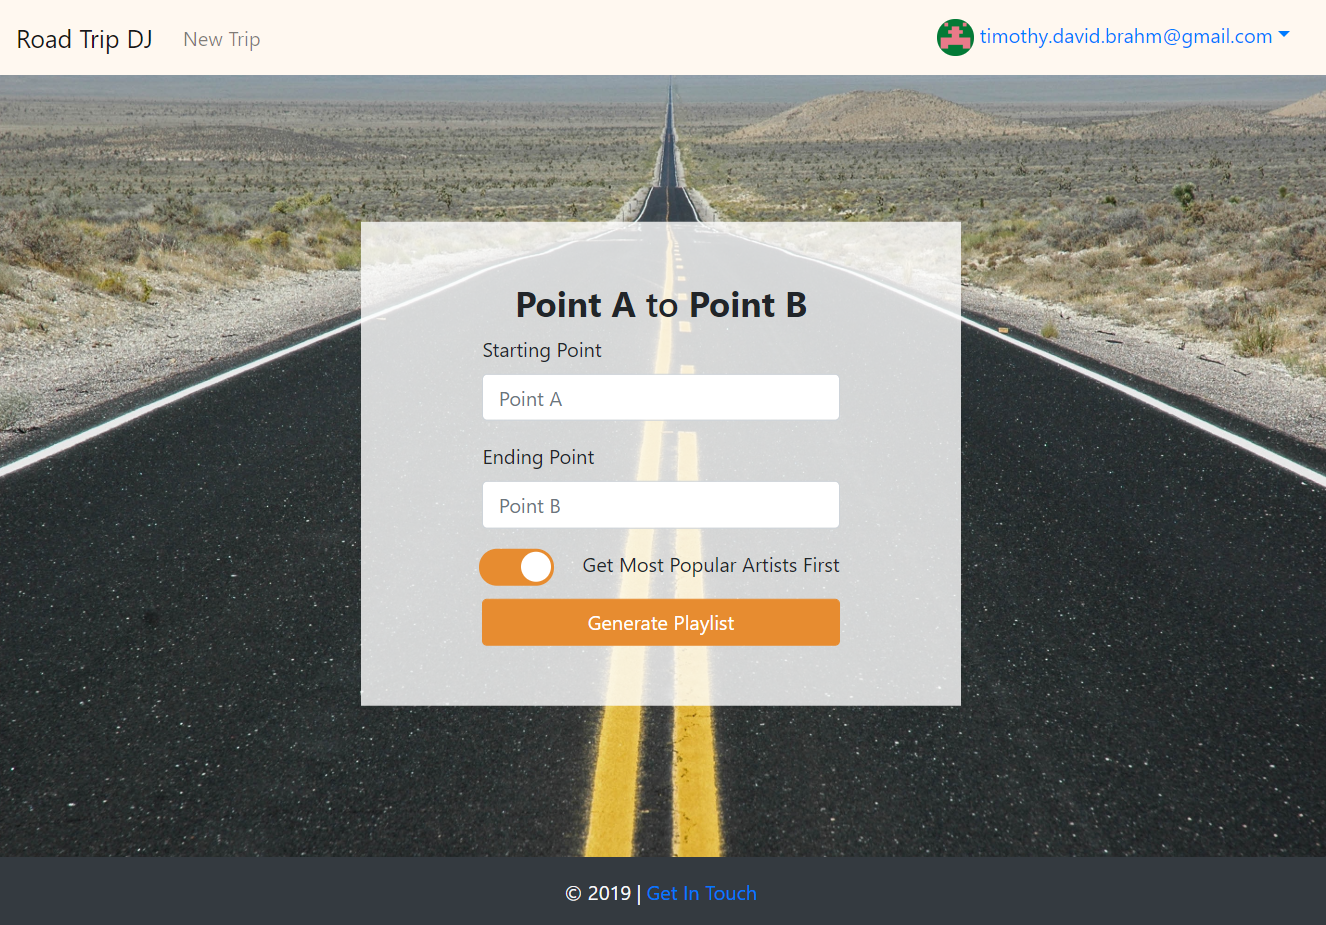 Road Trip DJ New Trip timothy.david.brahm@gmail.com
Point A to Point B
Starting Point
Point A
Ending Point
Point B
Get Most Popular Artists First
Generate Playlist
© 2019 | Get In Touch